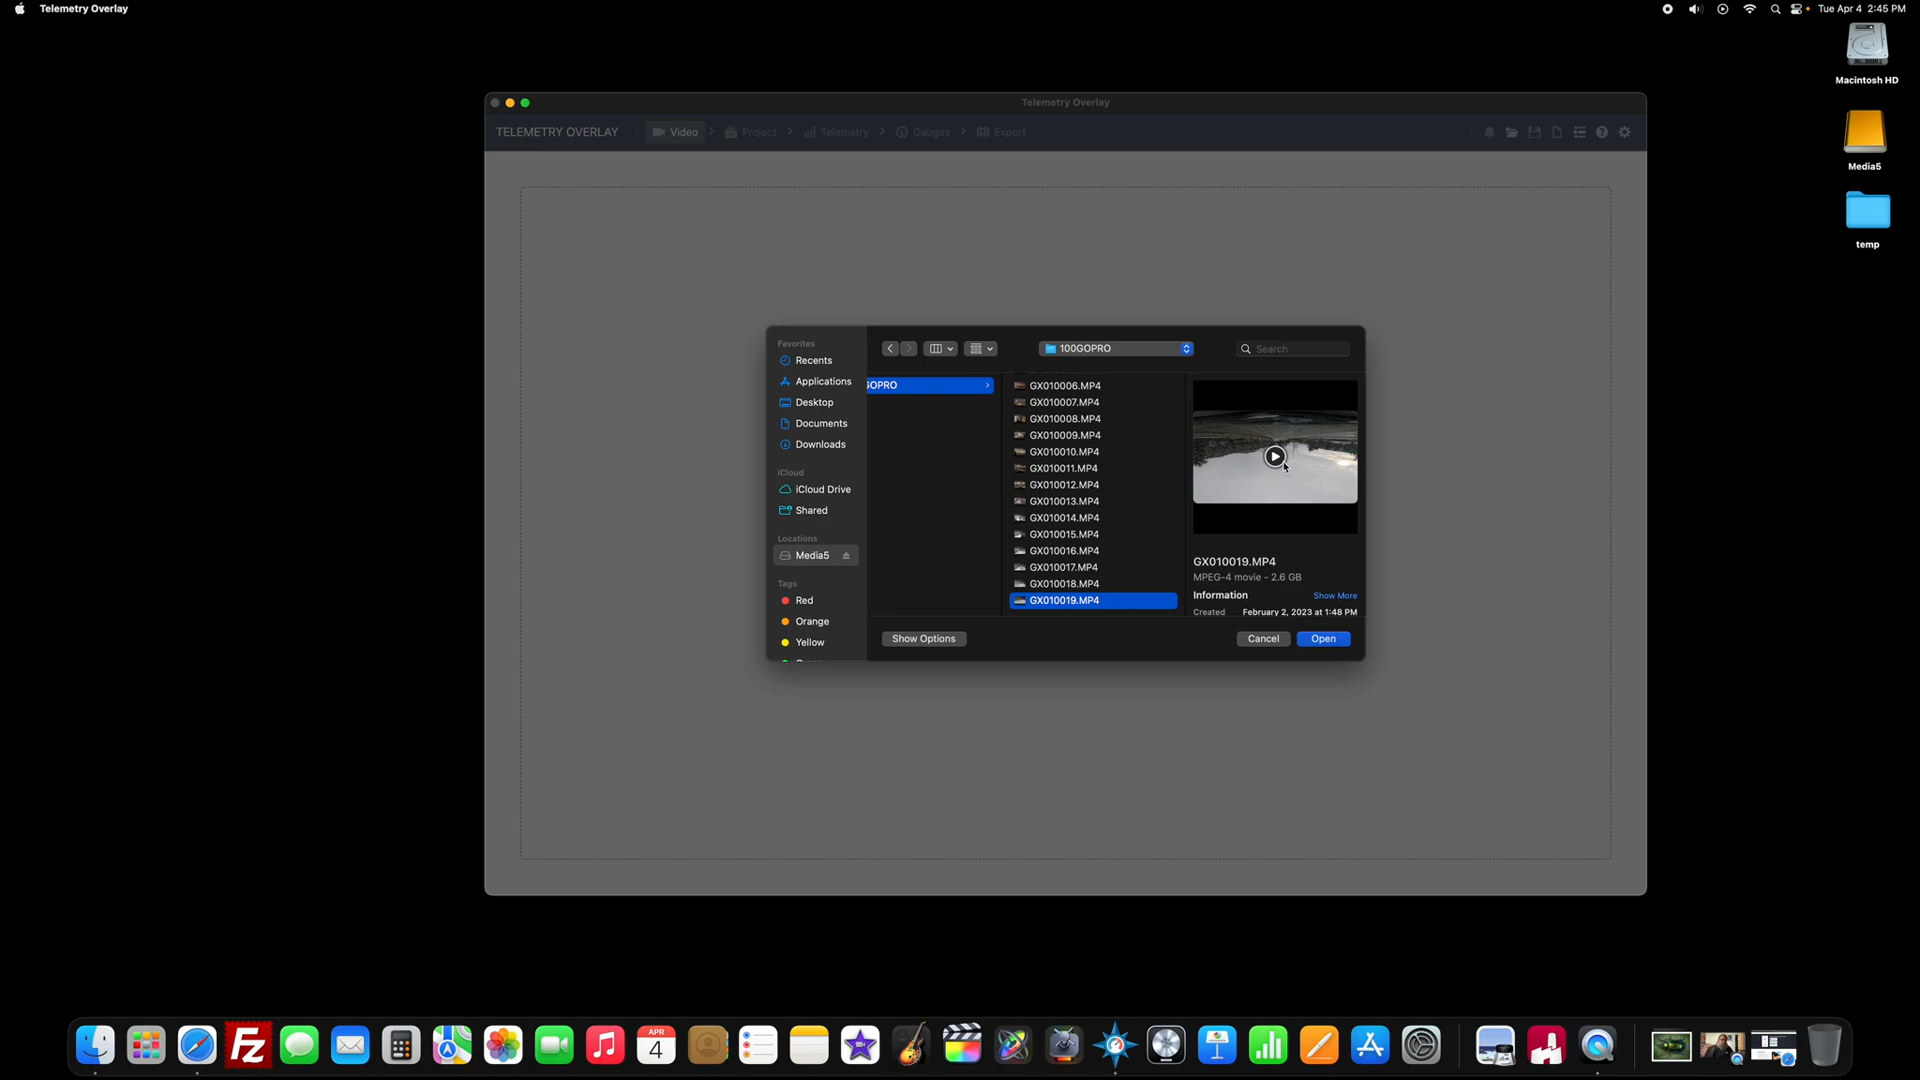 Telemetry Overlay
Tue Apr 4 2:45 PM
Macintosh HD
Media5
temp
Telemetry Overlay
TELEMETRY OVERLAY
Video
Project
Telemetry
Gauges
Export
Favorites
Recents
Applications
Desktop
Documents
Downloads
iCloud
iCloud Drive
Shared
Locations
Media5
Tags
Red
Orange
Yellow
100GOPRO
Search
GOPRO
GX010006.MP4
GX010007.MP4
GX010008.MP4
GX010009.MP4
GX010010.MP4
GX010011.MP4
GX010012.MP4
GX010013.MP4
GX010014.MP4
GX010015.MP4
GX010016.MP4
GX010017.MP4
GX010018.MP4
GX010019.MP4
GX010019.MP4
MPEG-4 movie - 2.6 GB
Information Show More
Created February 2, 2023 at 1:48 PM
Show Options
Cancel
Open
Fz
APR
4